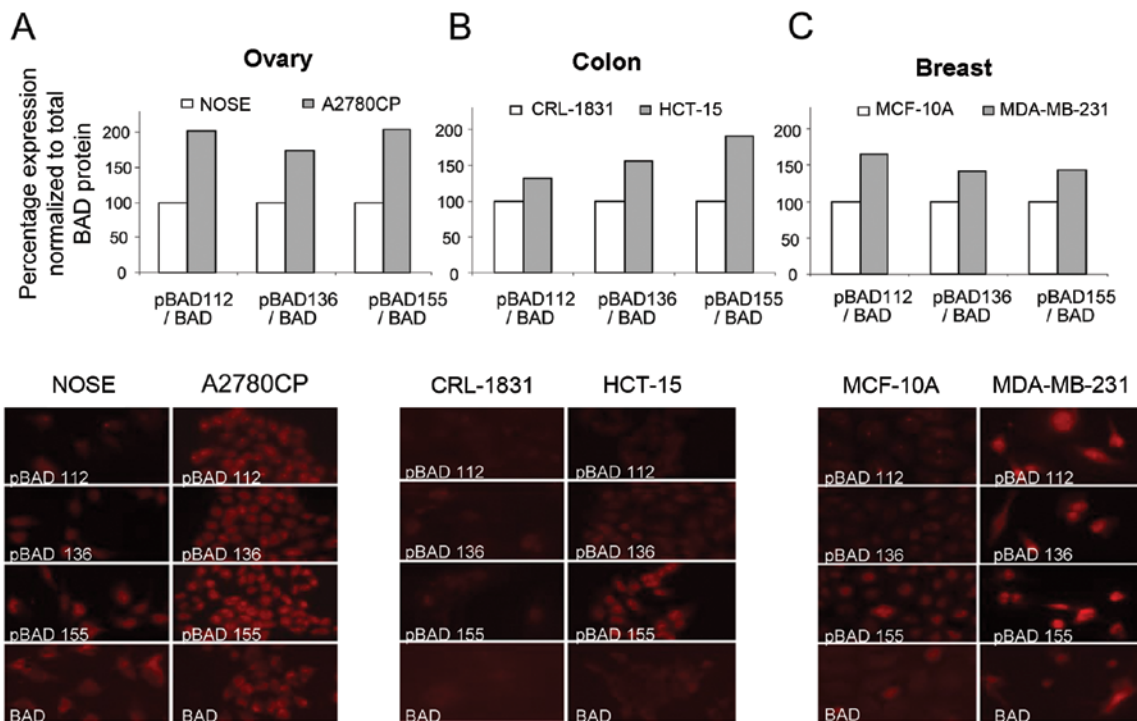 A
Ovary
Percentage expression
normalized to total
BAD protein
NOSE
A2780CP
200
150
100
50
0
pBAD112
/ BAD
pBAD136
/ BAD
pBAD155
/ BAD
B
Colon
CRL-1831
HCT-15
200
150
100
50
0
pBAD112
/ BAD
pBAD136
/ BAD
pBAD155
/ BAD
C
Breast
MCF-10A
MDA-MB-231
200
150
100
50
0
pBAD112
/ BAD
pBAD136
/ BAD
pBAD155
/ BAD
NOSE
A2780CP
pBAD 112
pBAD 112
pBAD 136
pBAD 136
pBAD 155
pBAD 155
BAD
BAD
CRL-1831
HCT-15
pBAD 112
pBAD 112
pBAD 136
pBAD 136
pBAD 155
pBAD 155
BAD
BAD
MCF-10A
MDA-MB-231
pBAD 112
pBAD 112
pBAD 136
pBAD 136
pBAD 155
pBAD 155
BAD
BAD